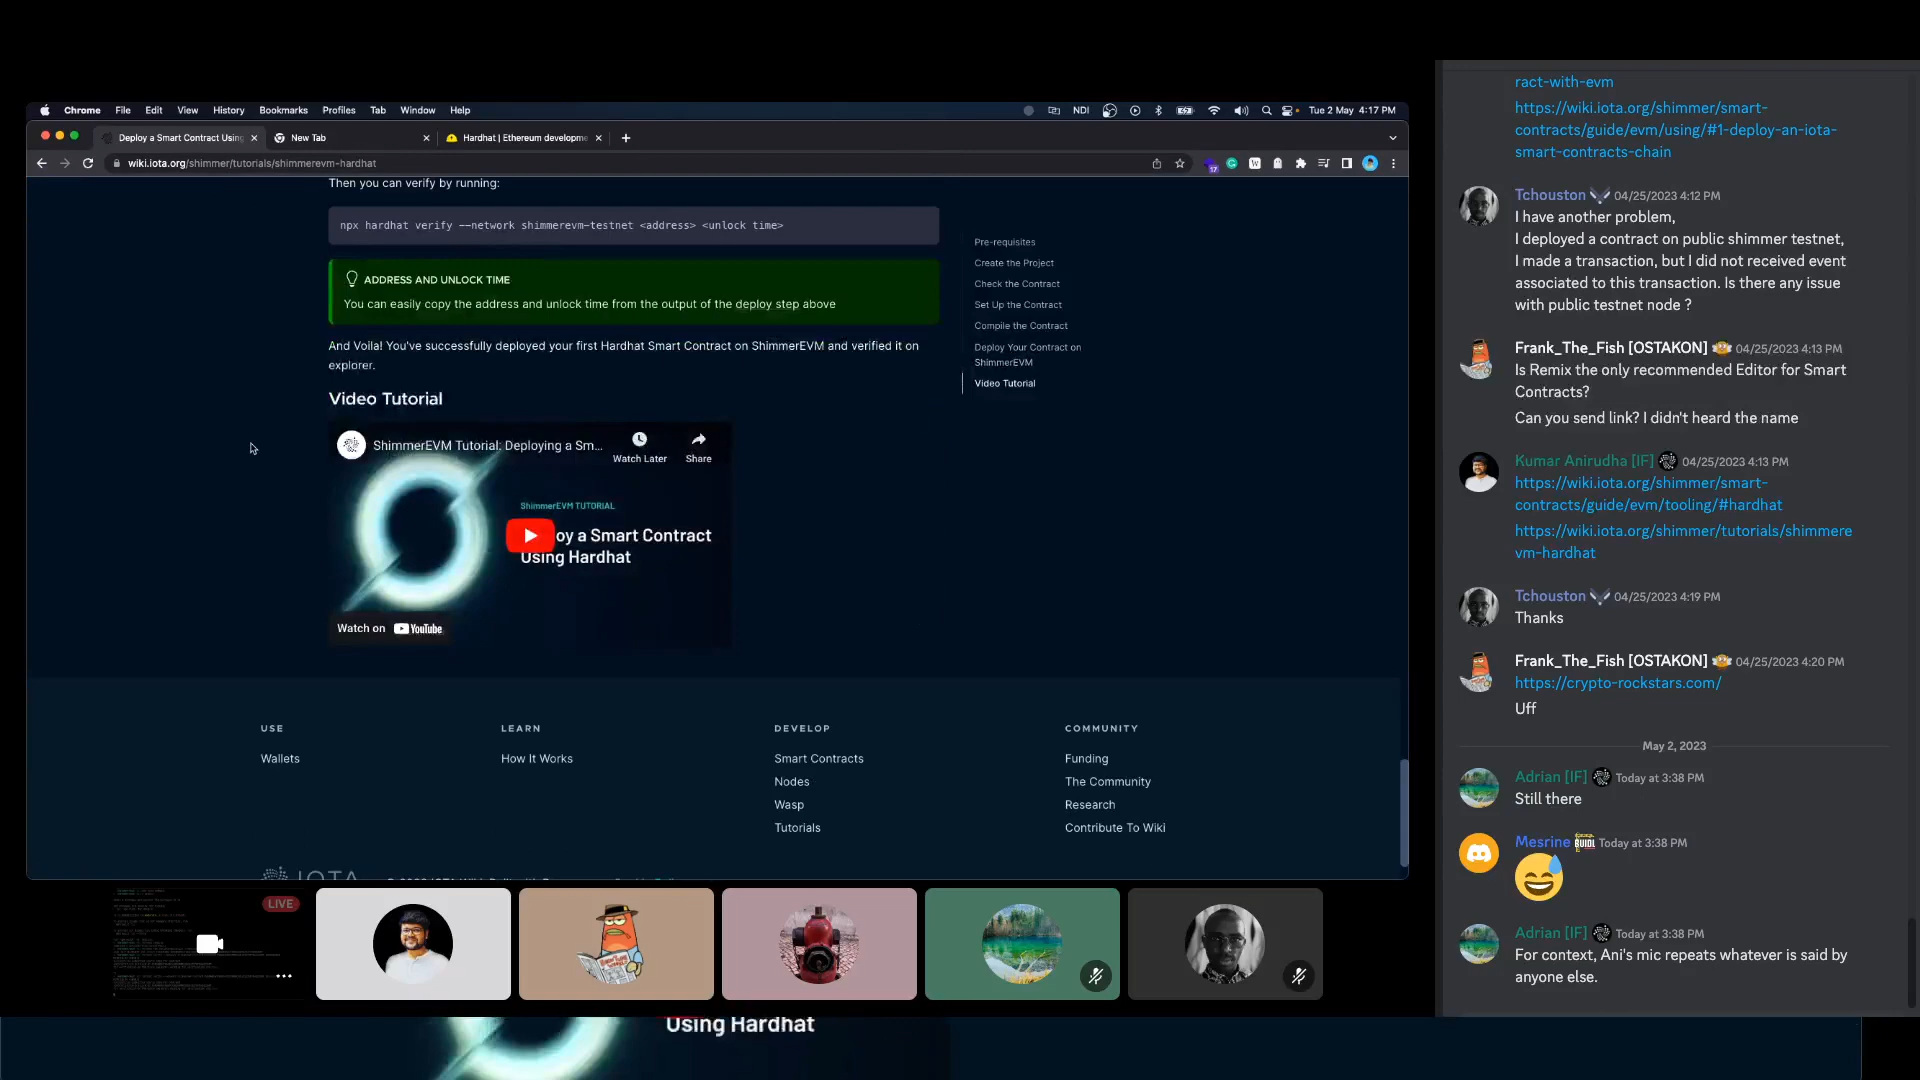 Chrome File Edit View History Bookmarks Profiles Tab Window Help
NDI Tue 2 May 4:17 PM
Deploy a Smart Contract Using
New Tab
Hardhat | Ethereum developme
wiki.iota.org/shimmer/tutorials/shimmerevm-hardhat
17
Then you can verify by running:
npx hardhat verify --network shimmerevm-testnet <address> <unlock time>
ADDRESS AND UNLOCK TIME
You can easily copy the address and unlock time from the output of the deploy step above
And Voila! You've successfully deployed your first Hardhat Smart Contract on ShimmerEVM and verified it on
explorer.
Video Tutorial
ShimmerEVM Tutorial: Deploying a Sm...
Watch Later
Share
ShimmerEVM TUTORIAL
oy a Smart Contract
Using Hardhat
Watch on YouTube
Pre-requisites
Create the Project
Check the Contract
Set Up the Contract
Compile the Contract
Deploy Your Contract on
ShimmerEVM
Video Tutorial
USE
Wallets
LEARN
How It Works
DEVELOP
Smart Contracts
Nodes
Wasp
Tutorials
COMMUNITY
Funding
The Community
Research
Contribute To Wiki
IOTA
LIVE
Using Hardhat
ract-with-evm
https://wiki.iota.org/shimmer/smart-
contracts/guide/evm/using/#1-deploy-an-iota-
smart-contracts-chain
Tchouston 04/25/2023 4:12 PM
I have another problem,
I deployed a contract on public shimmer testnet,
I made a transaction, but I did not received event
associated to this transaction. Is there any issue
with public testnet node ?
Frank_The_Fish [OSTAKON] 04/25/2023 4:13 PM
Is Remix the only recommended Editor for Smart
Contracts?
Can you send link? I didn't heard the name
Kumar Anirudha [IF] 04/25/2023 4:13 PM
https://wiki.iota.org/shimmer/smart-
contracts/guide/evm/tooling/#hardhat
https://wiki.iota.org/shimmer/tutorials/shimmere
vm-hardhat
Tchouston 04/25/2023 4:19 PM
Thanks
Frank_The_Fish [OSTAKON] 04/25/2023 4:20 PM
https://crypto-rockstars.com/
Uff
May 2, 2023
Adrian [IF] Today at 3:38 PM
Still there
Mesrine Today at 3:38 PM
Adrian [IF] Today at 3:38 PM
For context, Ani's mic repeats whatever is said by
anyone else.